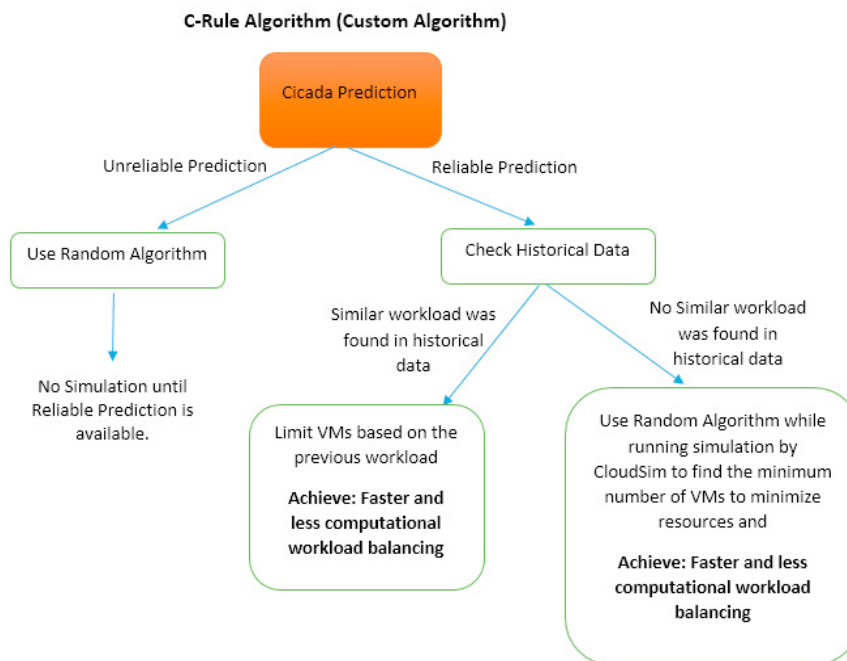 C-Rule Algorithm (Custom Algorithm)
Cicada Prediction
Unreliable Prediction
Reliable Prediction
Use Random Algorithm
Check Historical Data
Similar workload was
found in historical
data
No Similar workload
was found in
historical data
No Simulation until
Reliable Prediction is
available.
Limit VMs based on the
previous workload
Achieve: Faster and
less computational
workload balancing
Use Random Algorithm while
running simulation by
CloudSim to find the minimum
number of VMs to minimize
resources and
Achieve: Faster and less
computational workload
balancing